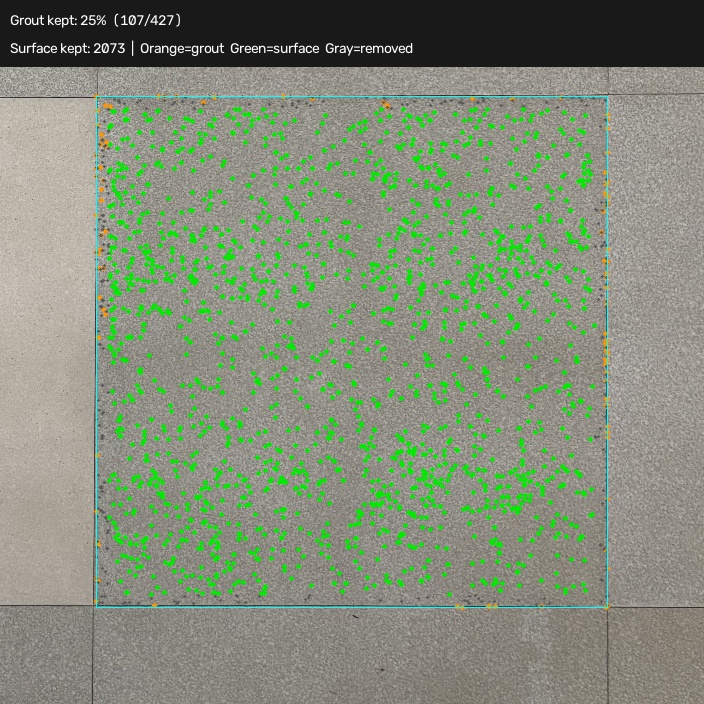 Grout kept: 25% (107/427)
Surface kept: 2073 | Orange=grout Green=surface Gray=removed